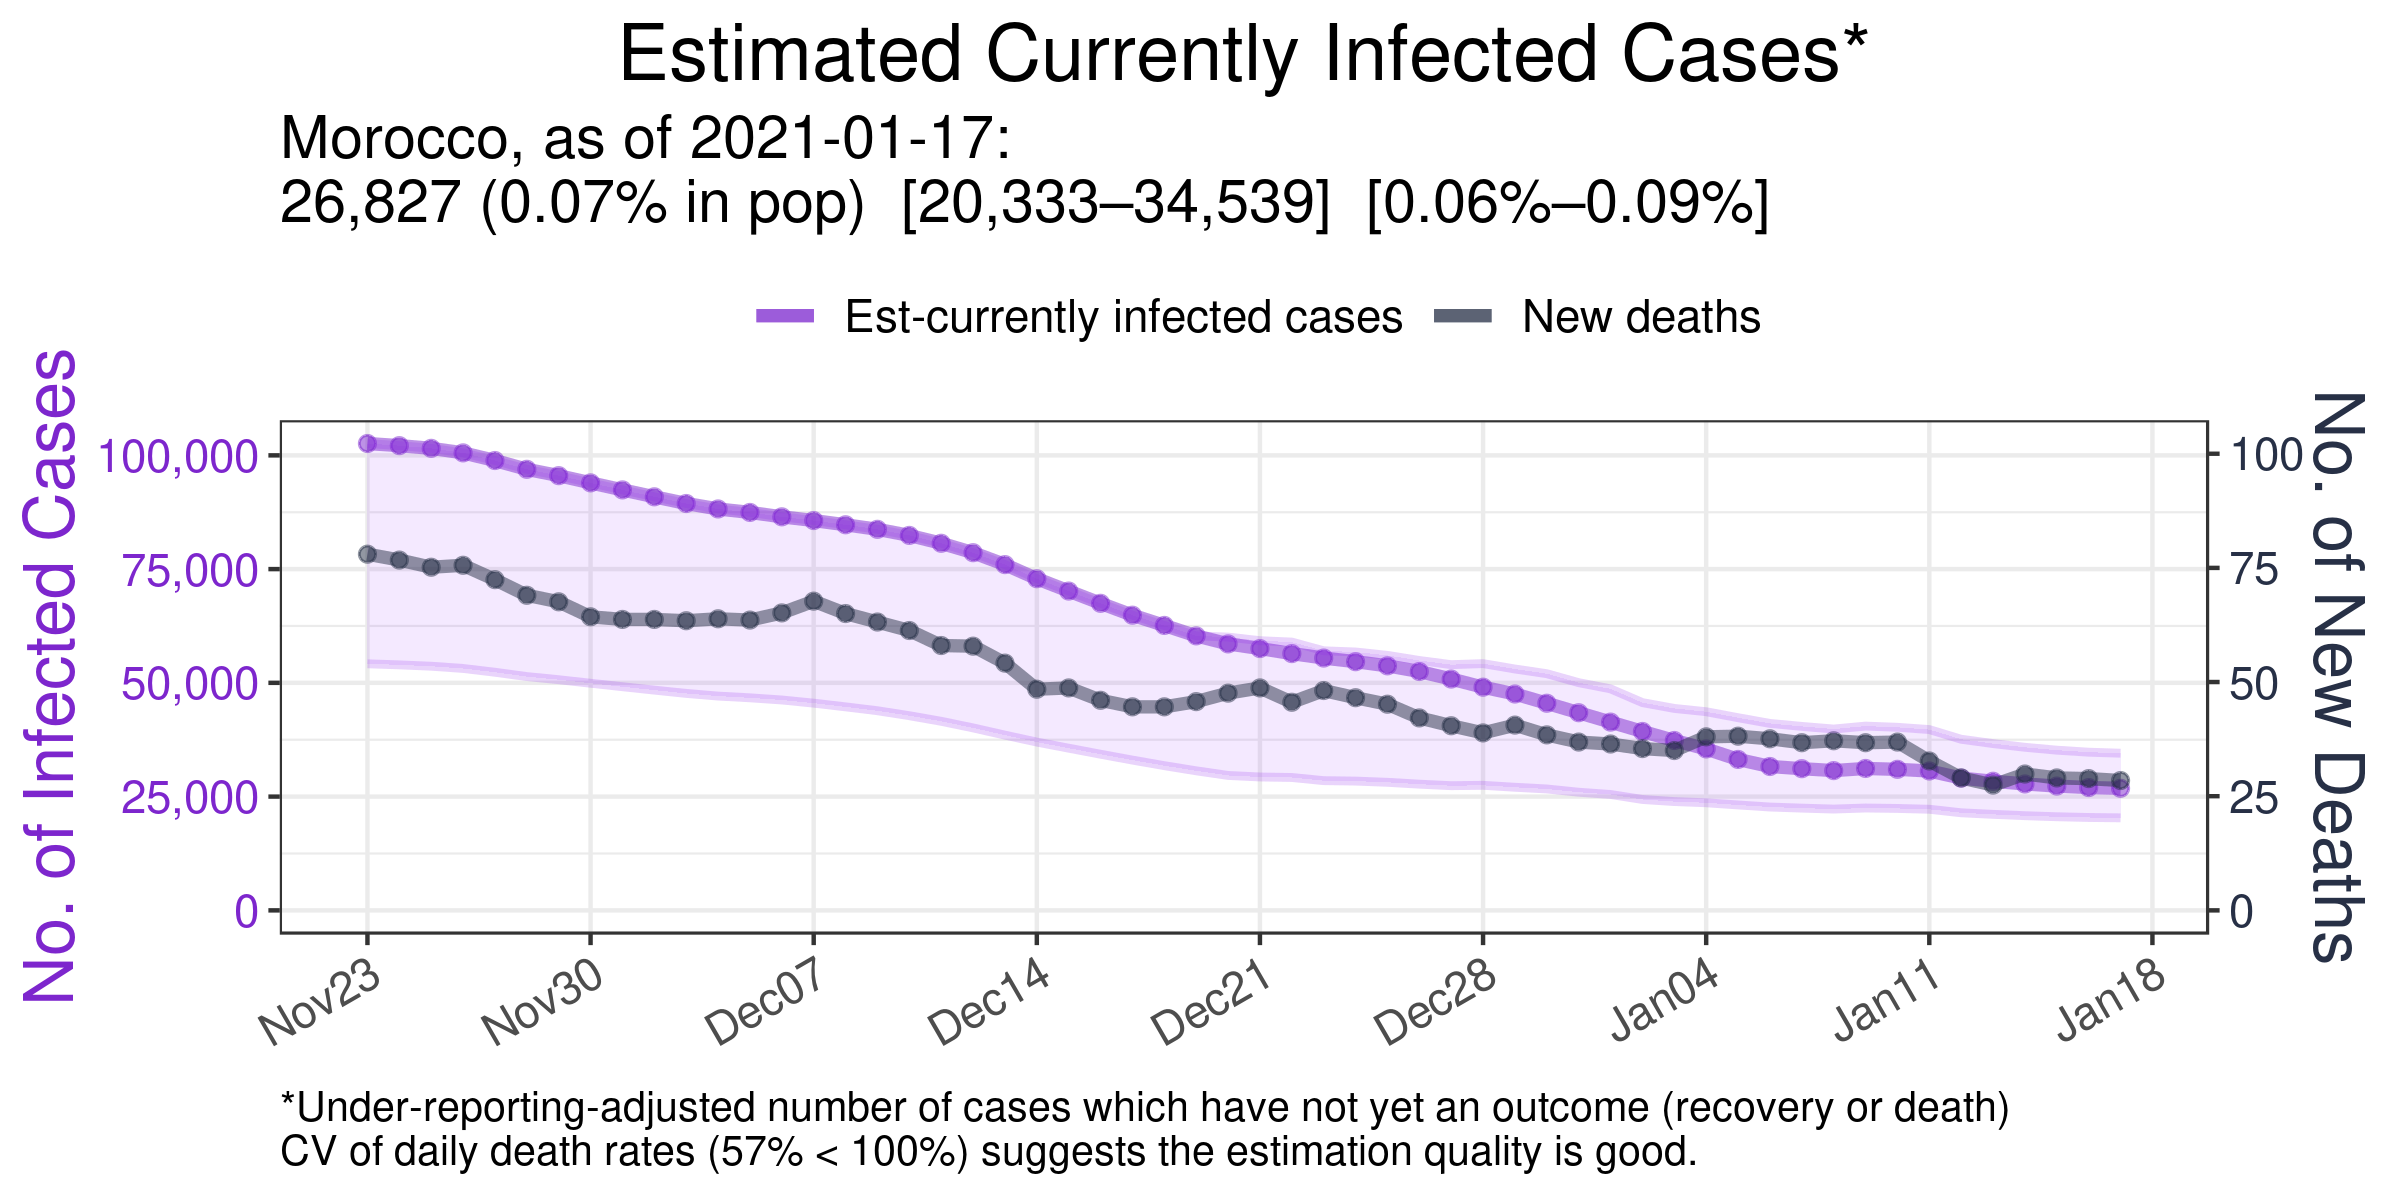 Estimated Currently Infected Cases*
Morocco, as of 2021-01-17:
26,827 (0.07% in pop)  [20,333–34,539]  [0.06%–0.09%]
Est-currently infected cases
New deaths
No. of Infected Cases
100,000
75,000
50,000
25,000
0
100
75
50
25
0
No. of New Deaths
Nov23
Nov30
Dec07
Dec14
Dec21
Dec28
Jan04
Jan11
Jan18
*Under-reporting-adjusted number of cases which have not yet an outcome (recovery or death)
CV of daily death rates (57% < 100%) suggests the estimation quality is good.